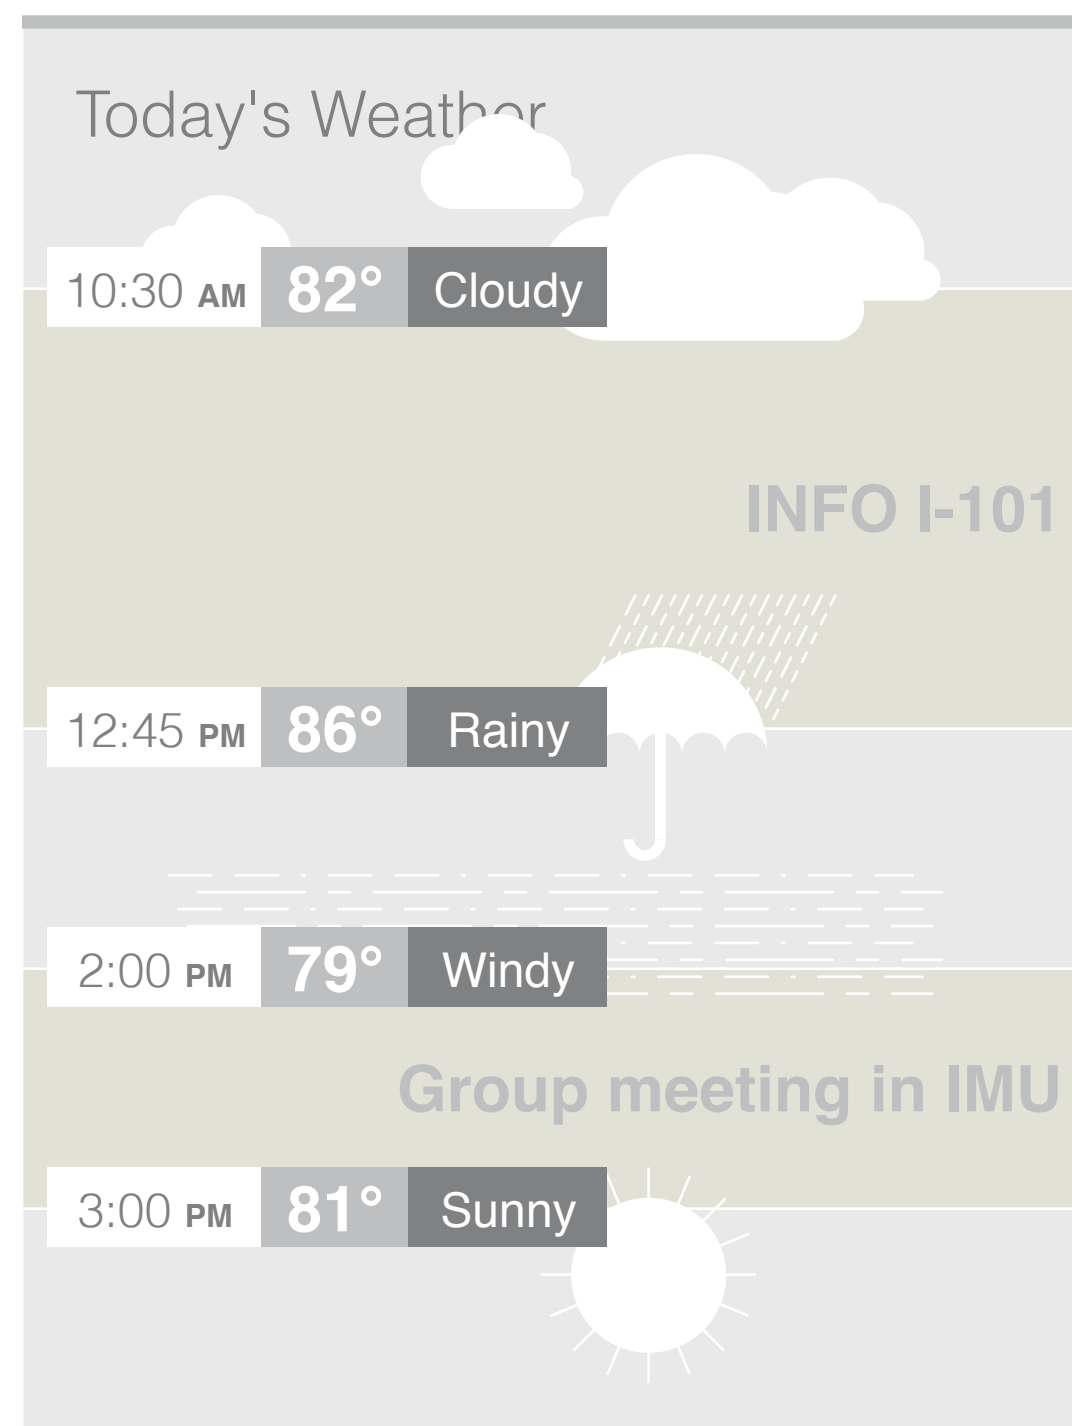 Today's Weather
10:30 AM 82° Cloudy
INFO I-101
12:45 PM 86° Rainy
2:00 PM 79° Windy
Group meeting in IMU
3:00 PM 81° Sunny